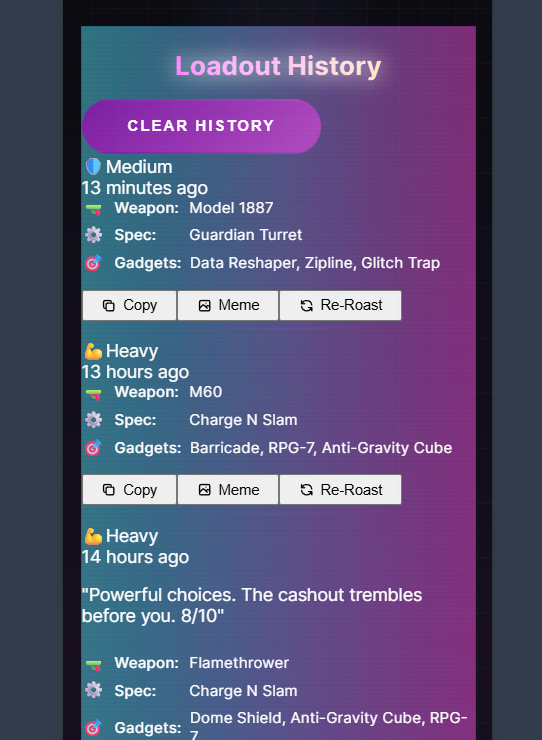 Loadout History
CLEAR HISTORY
Medium
13 minutes ago
Weapon: Model 1887
Spec: Guardian Turret
Gadgets: Data Reshaper, Zipline, Glitch Trap
Copy Meme Re-Roast
Heavy
13 hours ago
Weapon: M60
Spec: Charge N Slam
Gadgets: Barricade, RPG-7, Anti-Gravity Cube
Copy Meme Re-Roast
Heavy
14 hours ago
"Powerful choices. The cashout trembles
before you. 8/10"
Weapon: Flamethrower
Spec: Charge N Slam
Gadgets: Dome Shield, Anti-Gravity Cube, RPG-
7